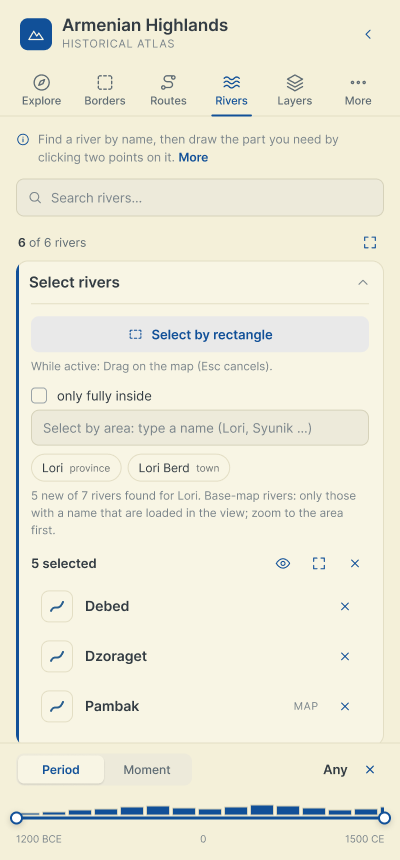 Armenian Highlands
HISTORICAL ATLAS
Explore Borders Routes Rivers Layers More
Find a river by name, then draw the part you need by
clicking two points on it. More
Search rivers...
6 of 6 rivers
Select rivers
Select by rectangle
While active: Drag on the map (Esc cancels).
only fully inside
Select by area: type a name (Lori, Syunik ...)
Lori province Lori Berd town
5 new of 7 rivers found for Lori. Base-map rivers: only those
with a name that are loaded in the view; zoom to the area
first.
5 selected
Debed
Dzoraget
Pambak MAP
Period Moment Any
1200 BCE 0 1500 CE